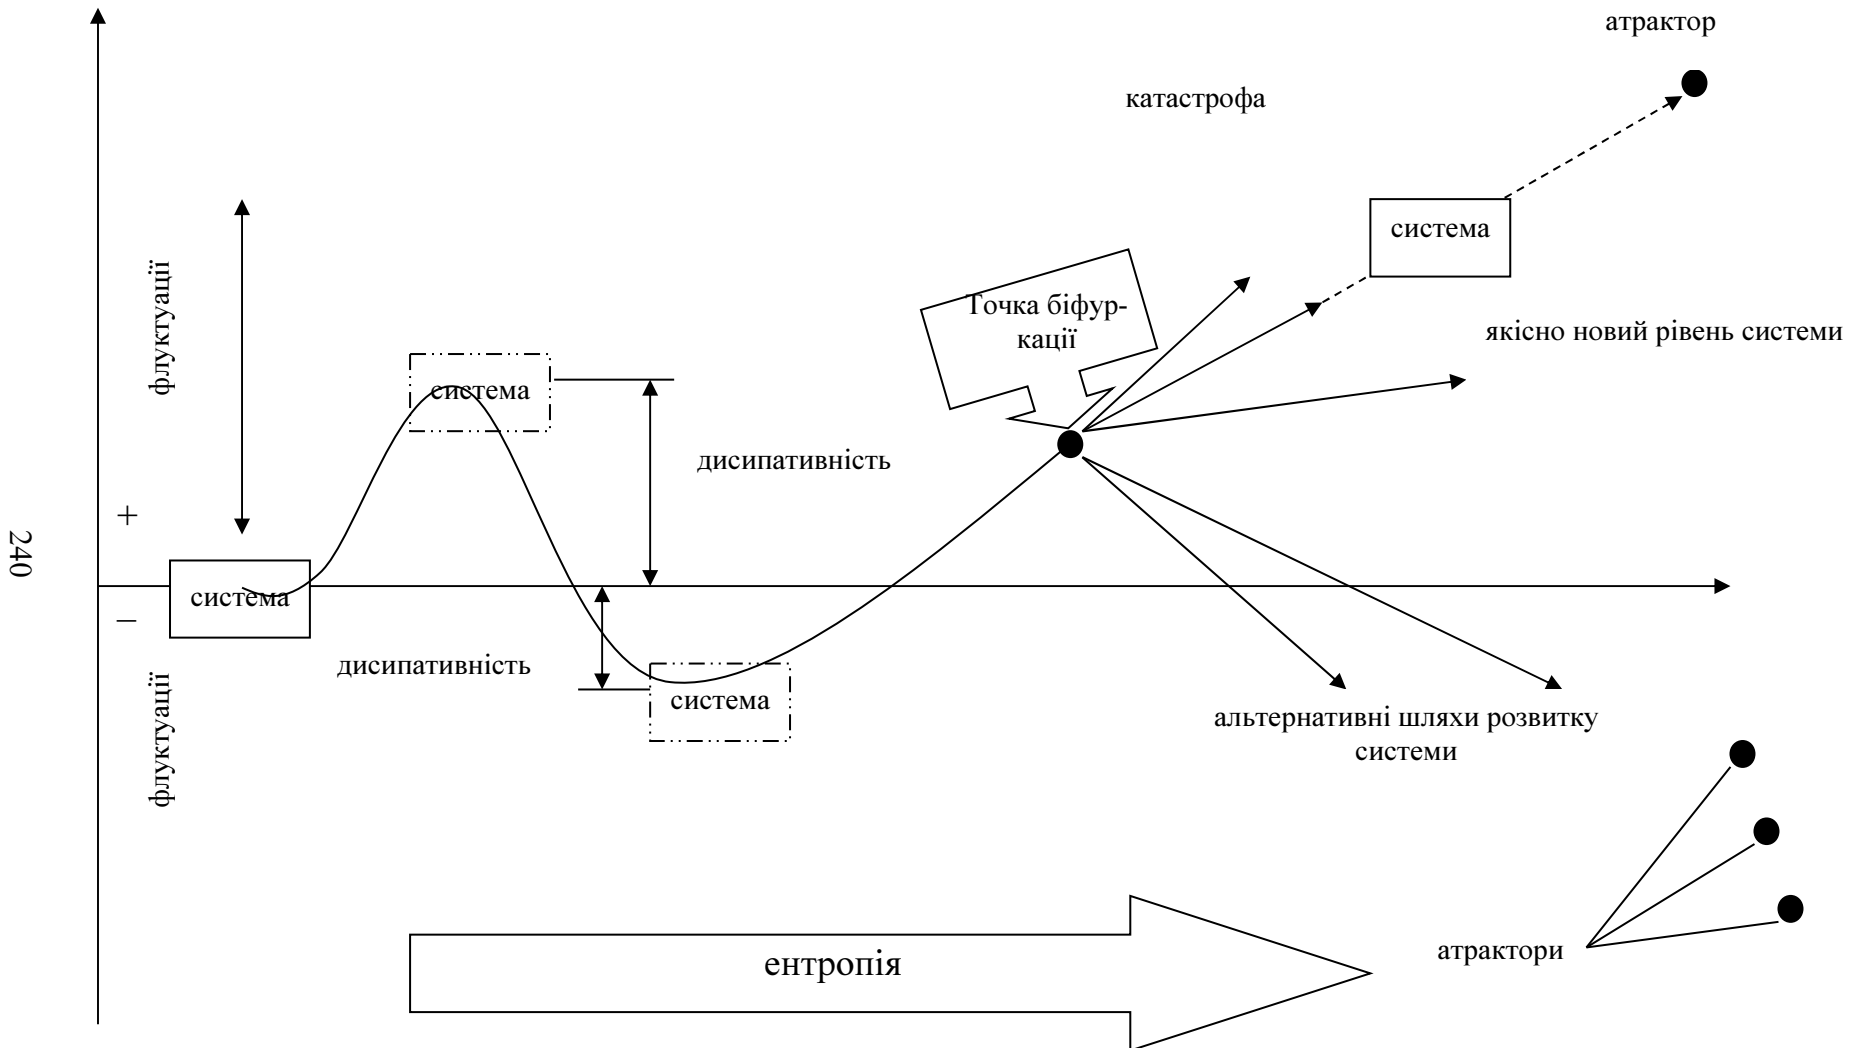 атрактор
катастрофа
система
флуктуації
Точка біфур-
кації
якісно новий рівень системи
система
дисипативність
+
240
система
–
дисипативність
система
флуктуації
альтернативні шляхи розвитку
системи
ентропія
атрактори